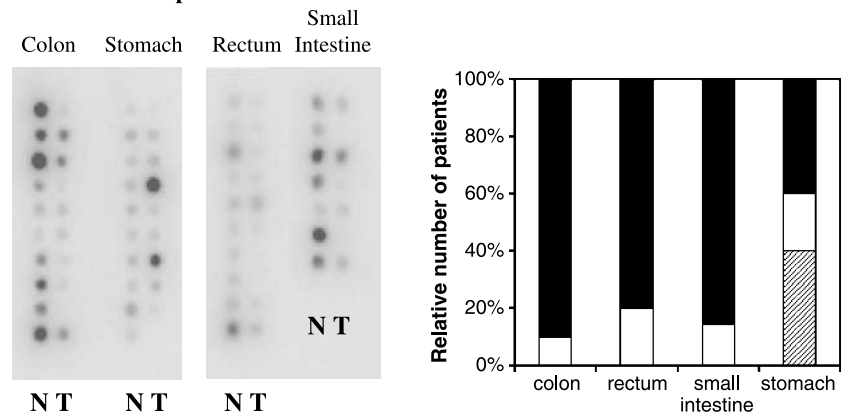 Small
Colon Stomach Rectum Intestine
N T
N T N T N T
Relative number of patients
100%
80%
60%
40%
20%
0%
colon rectum small stomach
intestine